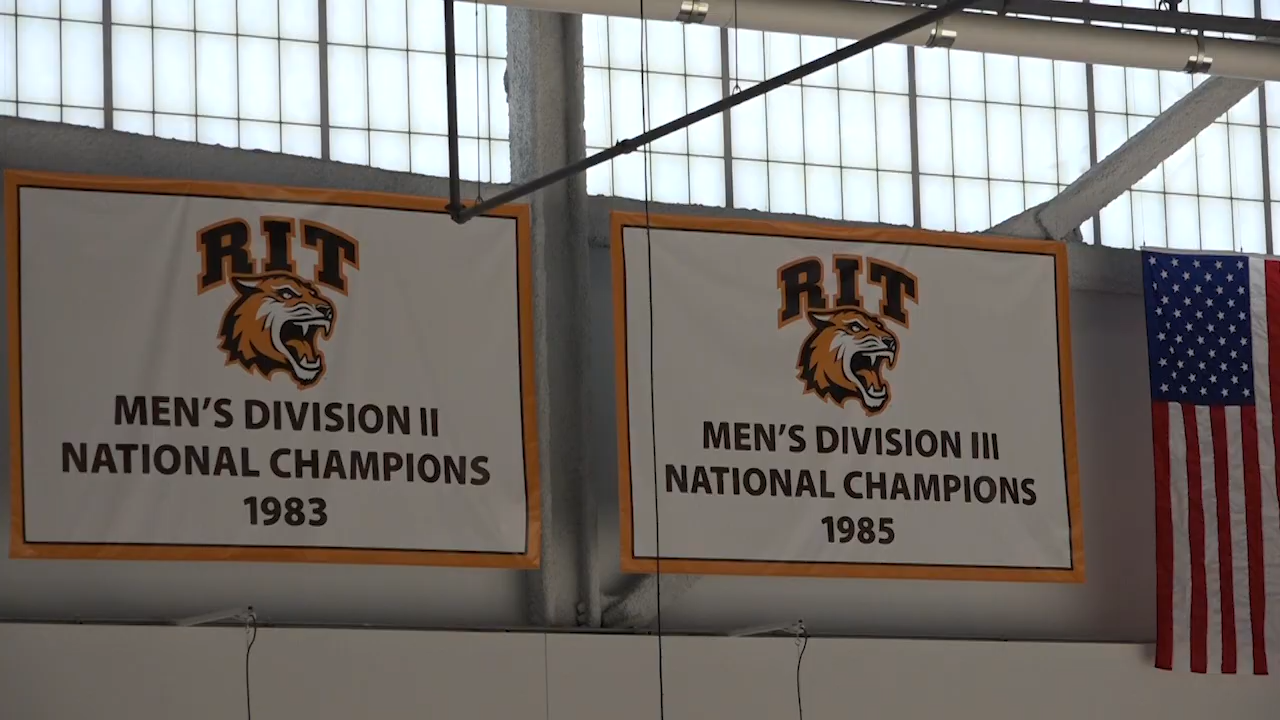 RIT
MEN'S DIVISION II
NATIONAL CHAMPIONS
1983
RIT
MEN'S DIVISION III
NATIONAL CHAMPIONS
1985